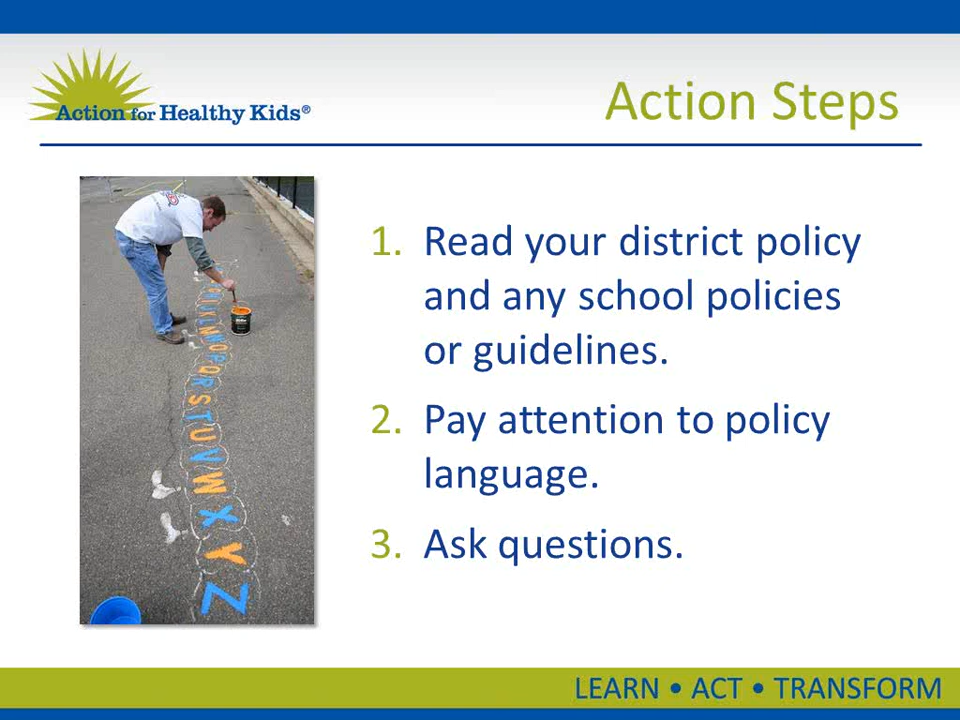 Action for Healthy Kids®
Action Steps
1. Read your district policy
and any school policies
or guidelines.
2. Pay attention to policy
language.
3. Ask questions.
N
O
P
Q
R
S
T
U
V
W
X
Y
Z
LEARN • ACT • TRANSFORM